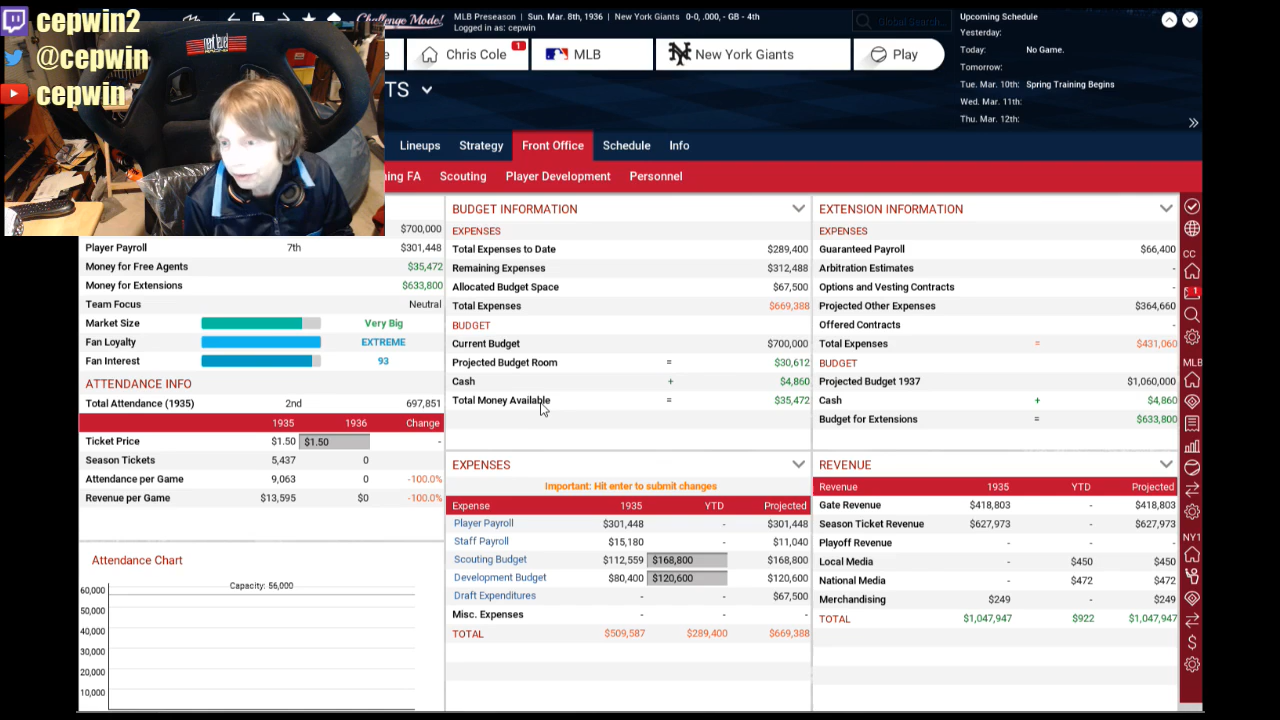 cepwin2
@cepwin
cepwin
next level
Challenge Mode!
MLB Preseason | Sun. Mar. 8th, 1936 | New York Giants 0-0, .000, - GB - 4th
Logged in as: cepwin
Global Search...
Upcoming Schedule
Yesterday:
Today: No Game.
Tomorrow:
Tue. Mar. 10th: Spring Training Begins
Wed. Mar. 11th:
Thu. Mar. 12th:
e
Chris Cole 1
MLB
New York Giants
Play
TS
Lineups Strategy Front Office Schedule Info
ing FA Scouting Player Development Personnel
$700,000
Player Payroll 7th $301,448
Money for Free Agents $35,472
Money for Extensions $633,800
Team Focus Neutral
Market Size Very Big
Fan Loyalty EXTREME
Fan Interest 93
ATTENDANCE INFO
Total Attendance (1935) 2nd 697,851
1935 1936 Change
Ticket Price $1.50 $1.50 -
Season Tickets 5,437 0
Attendance per Game 9,063 0 -100.0%
Revenue per Game $13,595 $0 -100.0%
Attendance Chart
Capacity: 56,000
60,000
50,000
40,000
30,000
20,000
10,000
BUDGET INFORMATION
EXPENSES
Total Expenses to Date $289,400
Remaining Expenses $312,488
Allocated Budget Space $67,500
Total Expenses $669,388
BUDGET
Current Budget $700,000
Projected Budget Room = $30,612
Cash + $4,860
Total Money Available = $35,472
EXPENSES
Important: Hit enter to submit changes
Expense 1935 YTD Projected
Player Payroll $301,448 - $301,448
Staff Payroll $15,180 - $11,040
Scouting Budget $112,559 $168,800 $168,800
Development Budget $80,400 $120,600 $120,600
Draft Expenditures - - $67,500
Misc. Expenses - - -
TOTAL $509,587 $289,400 $669,388
EXTENSION INFORMATION
EXPENSES
Guaranteed Payroll $66,400
Arbitration Estimates -
Options and Vesting Contracts -
Projected Other Expenses $364,660
Offered Contracts -
Total Expenses = $431,060
BUDGET
Projected Budget 1937 $1,060,000
Cash + $4,860
Budget for Extensions = $633,800
REVENUE
Revenue 1935 YTD Projected
Gate Revenue $418,803 - $418,803
Season Ticket Revenue $627,973 - $627,973
Playoff Revenue - - -
Local Media - $450 $450
National Media - $472 $472
Merchandising $249 - $249
TOTAL $1,047,947 $922 $1,047,947
CC
1
MLB
NY1